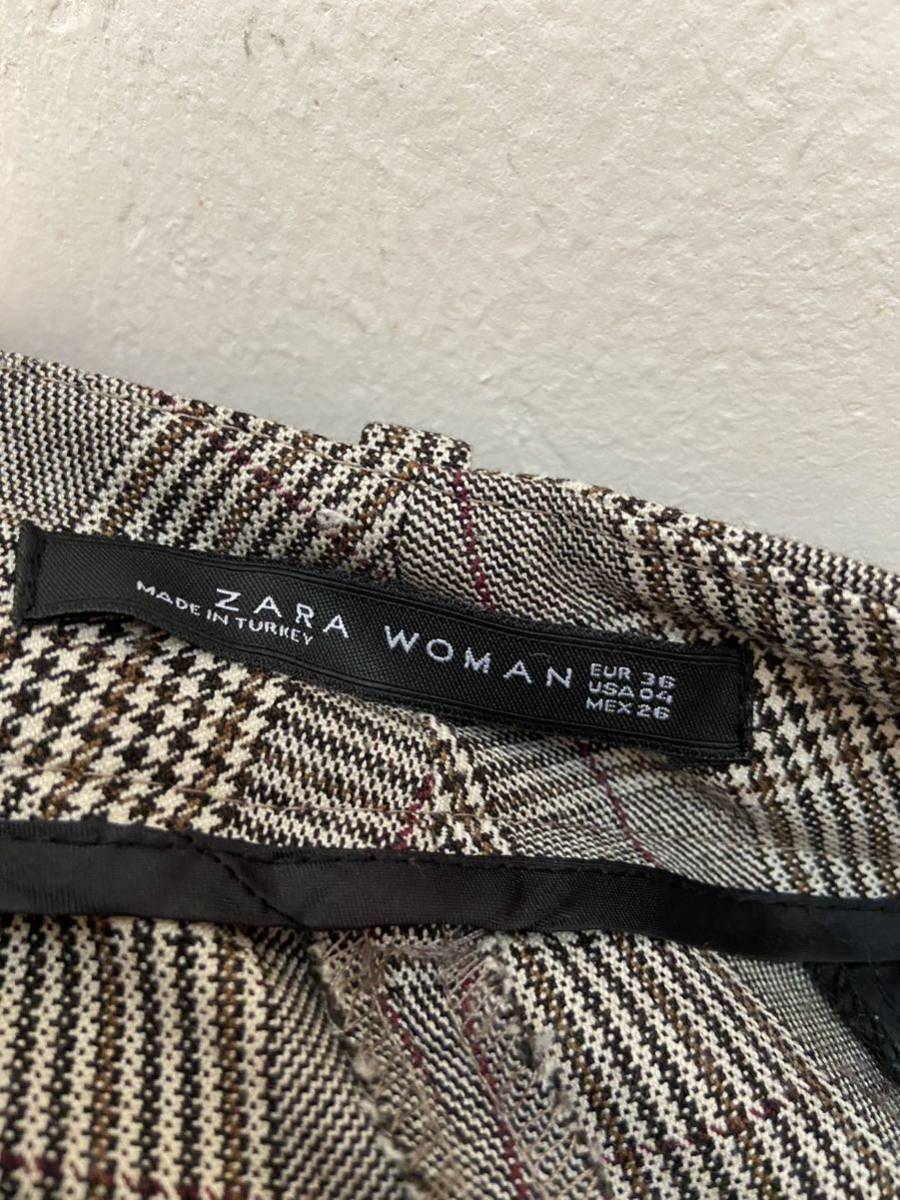 ZARA WOMAN
MADE IN TURKEY
EUR 36
USA 04
MEX 26